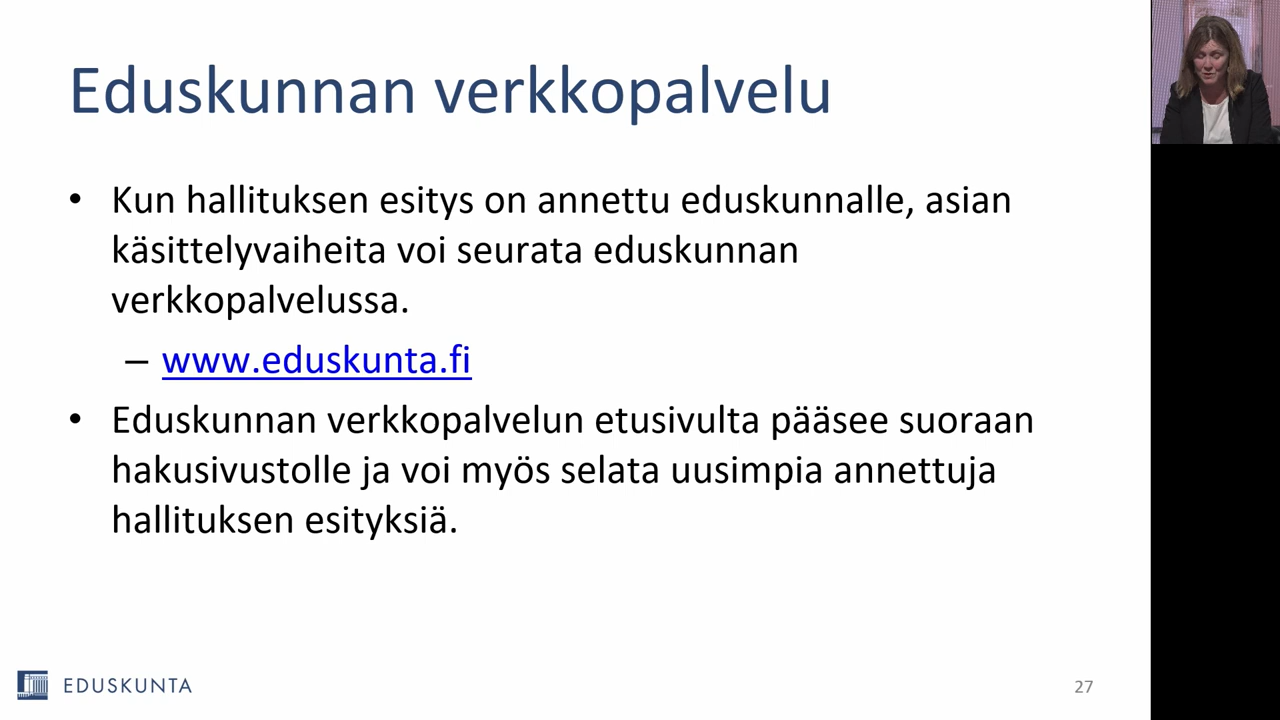 Eduskunnan verkkopalvelu
• Kun hallituksen esitys on annettu eduskunnalle, asian
käsittelyvaiheita voi seurata eduskunnan
verkkopalvelussa.
– www.eduskunta.fi
• Eduskunnan verkkopalvelun etusivulta pääsee suoraan
hakusivustolle ja voi myös selata uusimpia annettuja
hallituksen esityksiä.
EDUSKUNTA
27